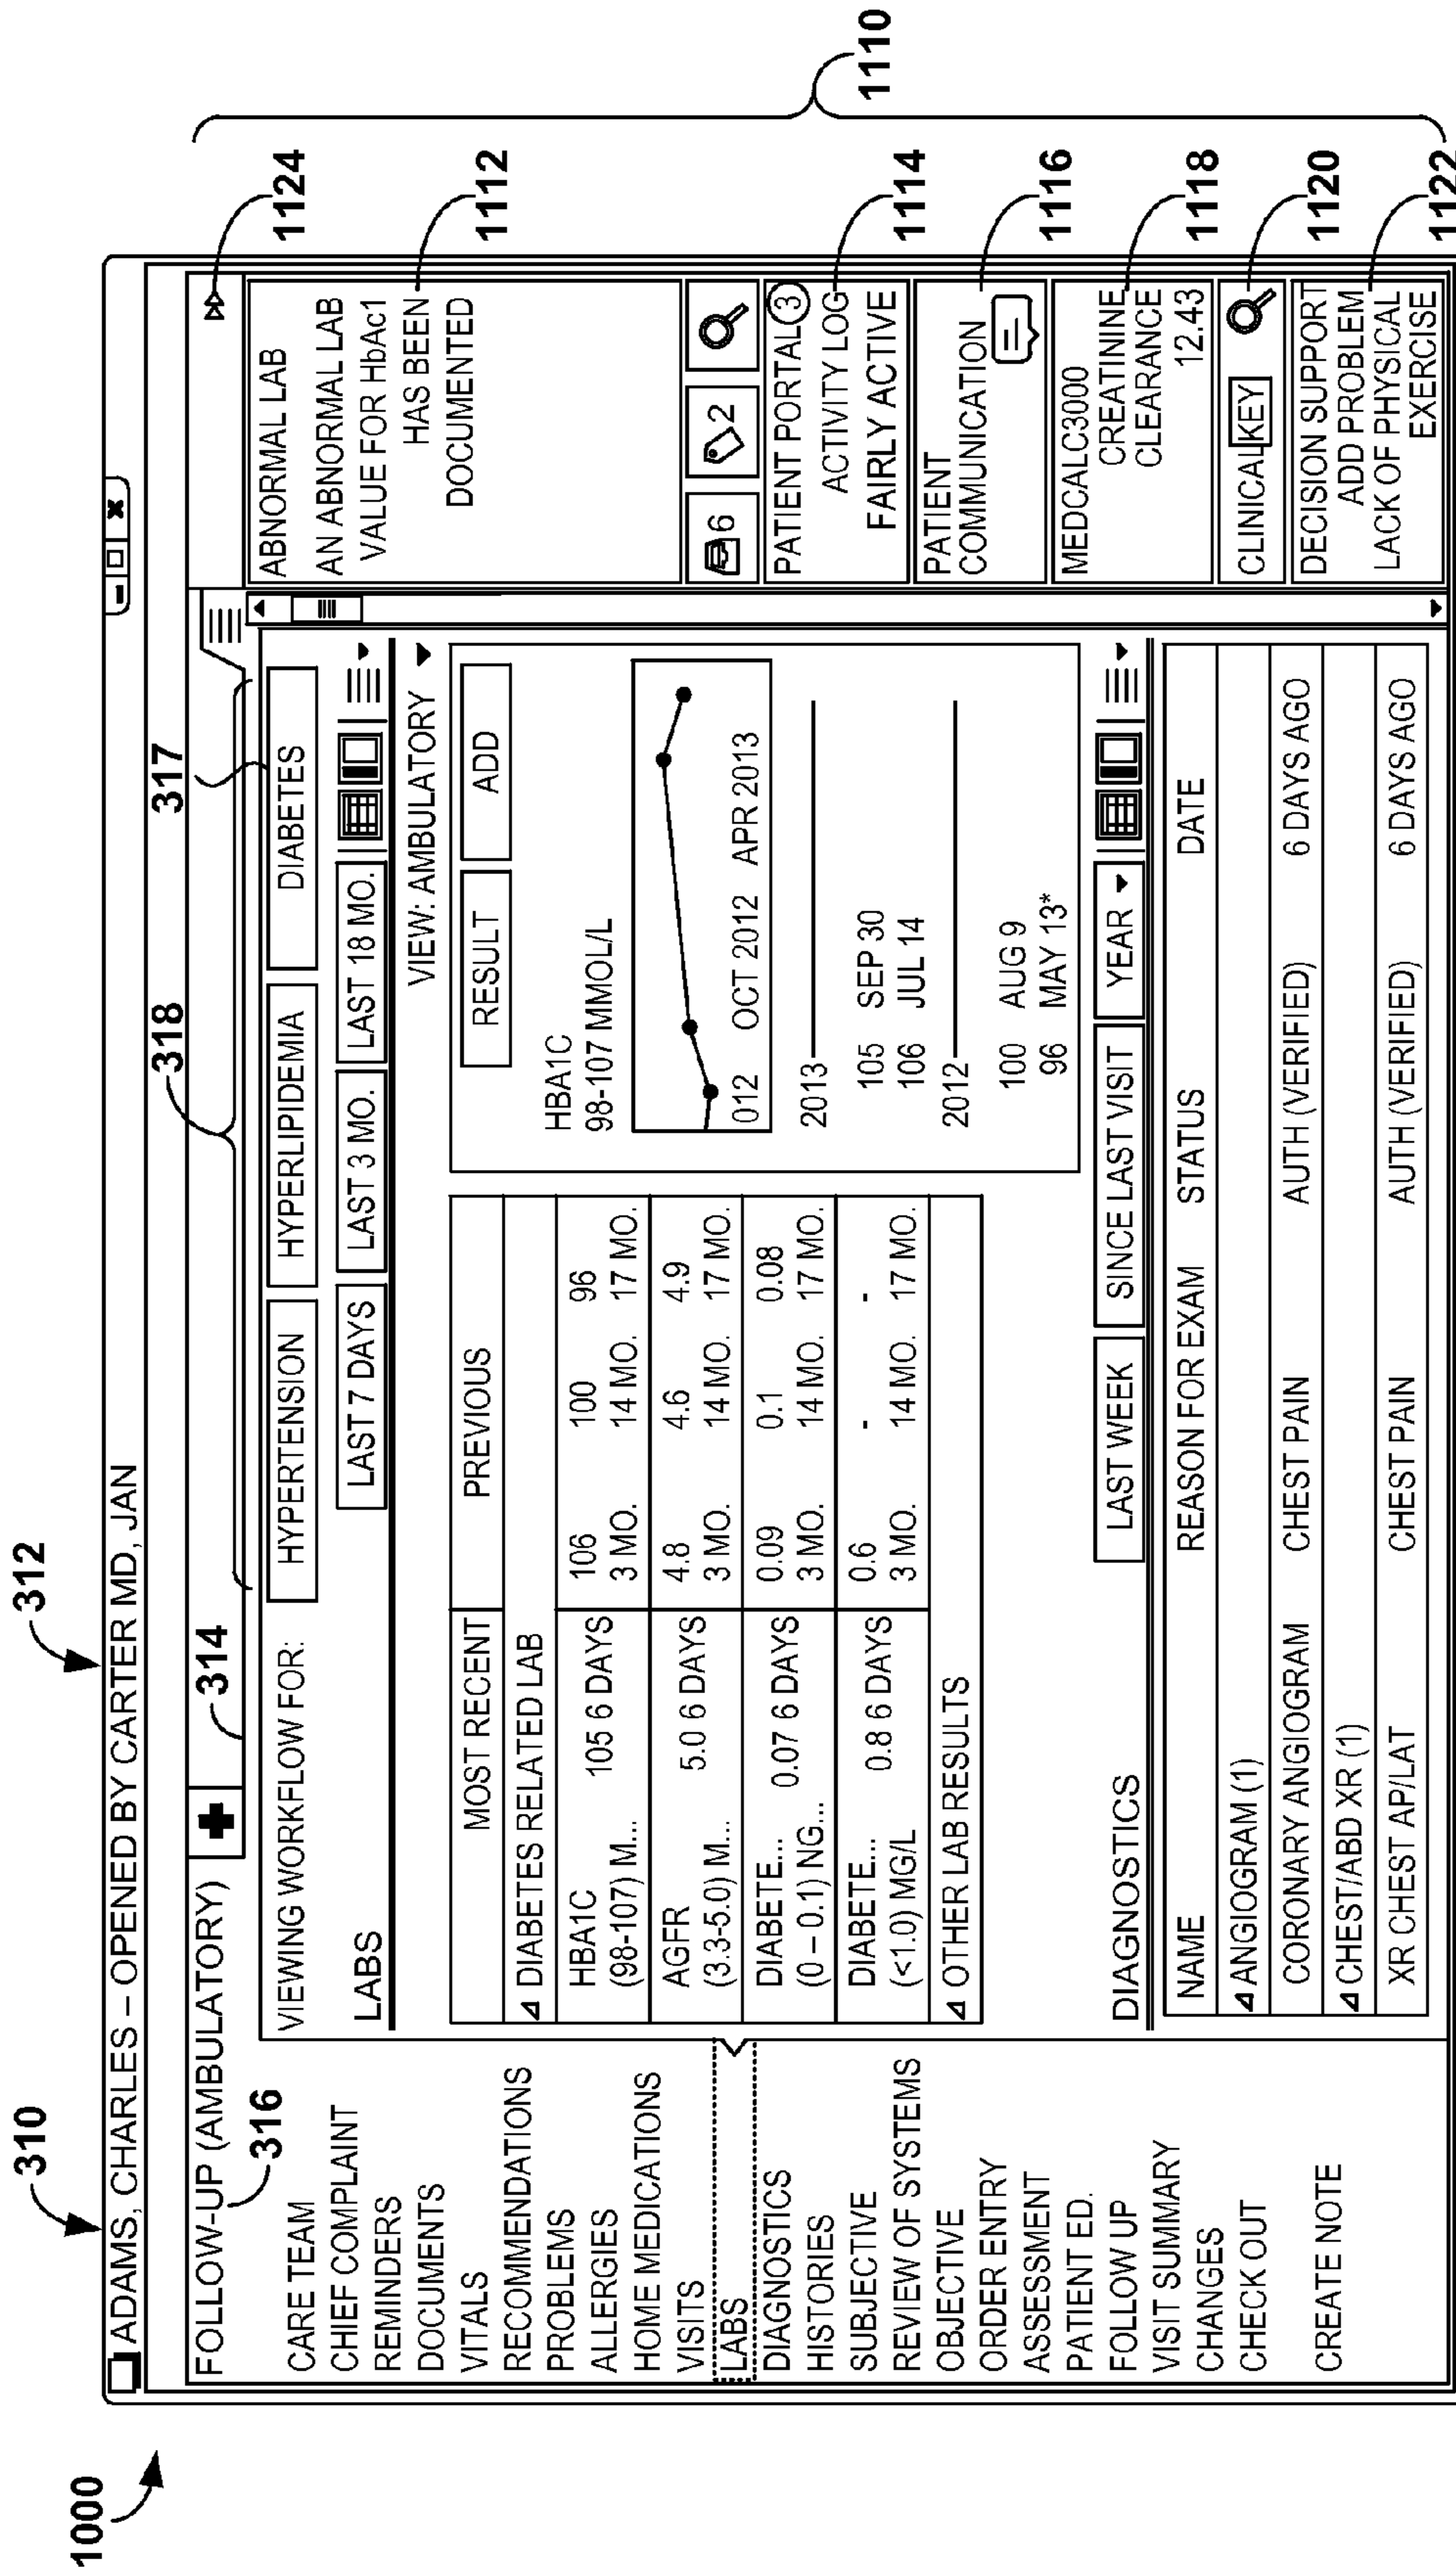 1000
310
312
ADAMS, CHARLES – OPENED BY CARTER MD, JAN
FOLLOW-UP (AMBULATORY)
316
314
318
317
1124
CARE TEAM
CHIEF COMPLAINT
REMINDERS
DOCUMENTS
VITALS
RECOMMENDATIONS
PROBLEMS
ALLERGIES
HOME MEDICATIONS
VISITS
LABS
DIAGNOSTICS
HISTORIES
SUBJECTIVE
REVIEW OF SYSTEMS
OBJECTIVE
ORDER ENTRY
ASSESSMENT
PATIENT ED.
FOLLOW UP
VISIT SUMMARY
CHANGES
CHECK OUT
CREATE NOTE
VIEWING WORKFLOW FOR: HYPERTENSION HYPERLIPIDEMIA DIABETES
LABS LAST 7 DAYS LAST 3 MO. LAST 18 MO.
VIEW: AMBULATORY
MOST RECENT PREVIOUS
DIABETES RELATED LAB
HBA1C 105 6 DAYS 106 100 96
(98-107) M... 3 MO. 14 MO. 17 MO.
AGFR 5.0 6 DAYS 4.8 4.6 4.9
(3.3-5.0) M... 3 MO. 14 MO. 17 MO.
DIABETE... 0.07 6 DAYS 0.09 0.1 0.08
(0 – 0.1) NG... 3 MO. 14 MO. 17 MO.
DIABETE... 0.8 6 DAYS 0.6 - -
(<1.0) MG/L 3 MO. 14 MO. 17 MO.
OTHER LAB RESULTS
RESULT ADD
HBA1C
98-107 MMOL/L
012 OCT 2012 APR 2013
2013
105 SEP 30
106 JUL 14
2012
100 AUG 9
96 MAY 13*
DIAGNOSTICS LAST WEEK SINCE LAST VISIT YEAR
NAME REASON FOR EXAM STATUS DATE
ANGIOGRAM (1)
CORONARY ANGIOGRAM CHEST PAIN AUTH (VERIFIED) 6 DAYS AGO
CHEST/ABD XR (1)
XR CHEST AP/LAT CHEST PAIN AUTH (VERIFIED) 6 DAYS AGO
ABNORMAL LAB
AN ABNORMAL LAB
VALUE FOR HbAc1
HAS BEEN
DOCUMENTED
1112
6 2
PATIENT PORTAL 3
ACTIVITY LOG
FAIRLY ACTIVE
1114
PATIENT
COMMUNICATION
1116
MEDCALC3000
CREATININE
CLEARANCE
12.43
1118
CLINICAL KEY
1120
DECISION SUPPORT
ADD PROBLEM
LACK OF PHYSICAL
EXERCISE
1122
1110